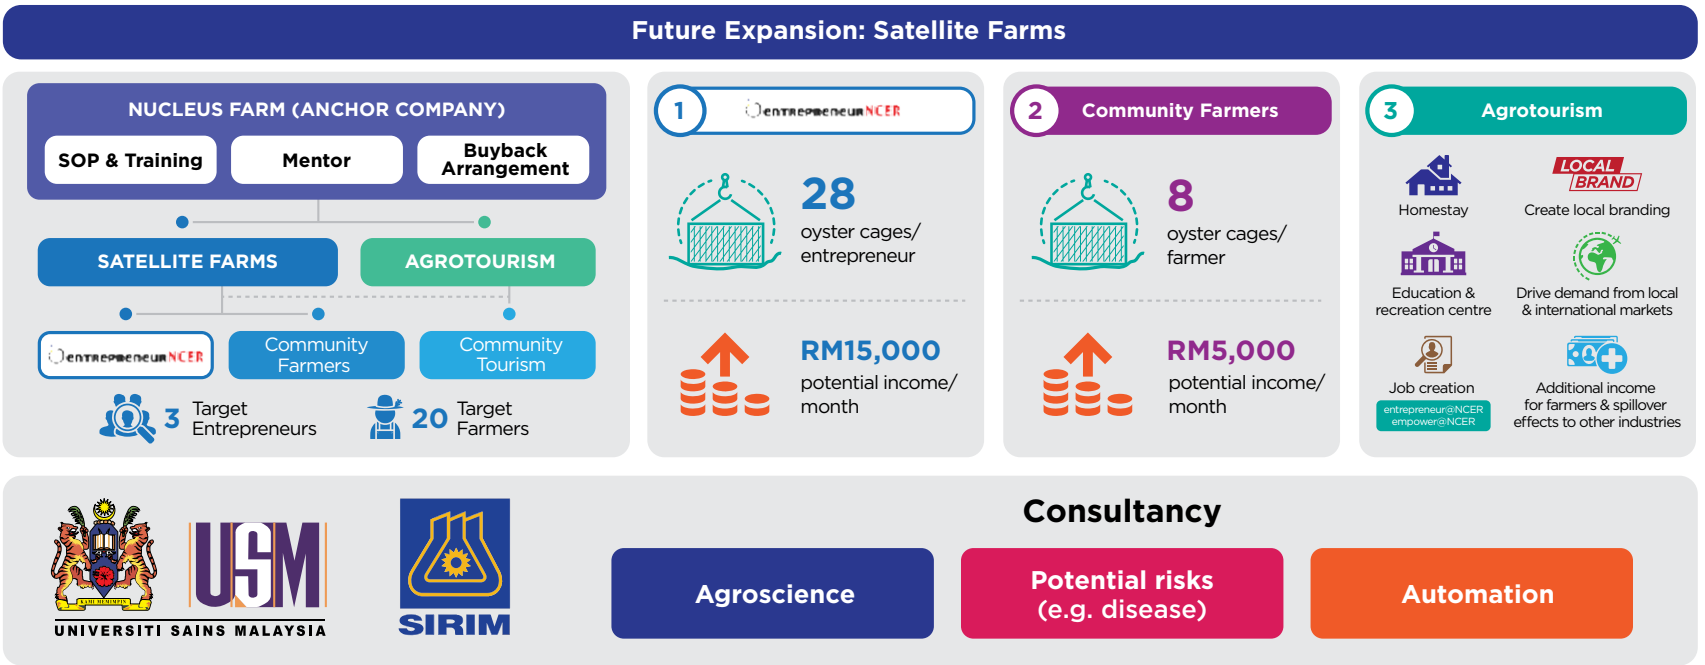 Future Expansion: Satellite Farms
NUCLEUS FARM (ANCHOR COMPANY)
SOP & Training
Mentor
Buyback
Arrangement
SATELLITE FARMS
AGROTOURISM
entrepreneurNCER
Community
Farmers
Community
Tourism
3
Target
Entrepreneurs
20
Target
Farmers
1
entrepreneurNCER
28
oyster cages/
entrepreneur
RM15,000
potential income/
month
2
Community Farmers
8
oyster cages/
farmer
RM5,000
potential income/
month
3
Agrotourism
Homestay
LOCAL
BRAND
Create local branding
Education &
recreation centre
Drive demand from local
& international markets
Job creation
entrepreneur@NCER
empower@NCER
Additional income
for farmers & spillover
effects to other industries
KAMI MEMIMPIN
USM
UNIVERSITI SAINS MALAYSIA
SIRIM
Consultancy
Agroscience
Potential risks
(e.g. disease)
Automation